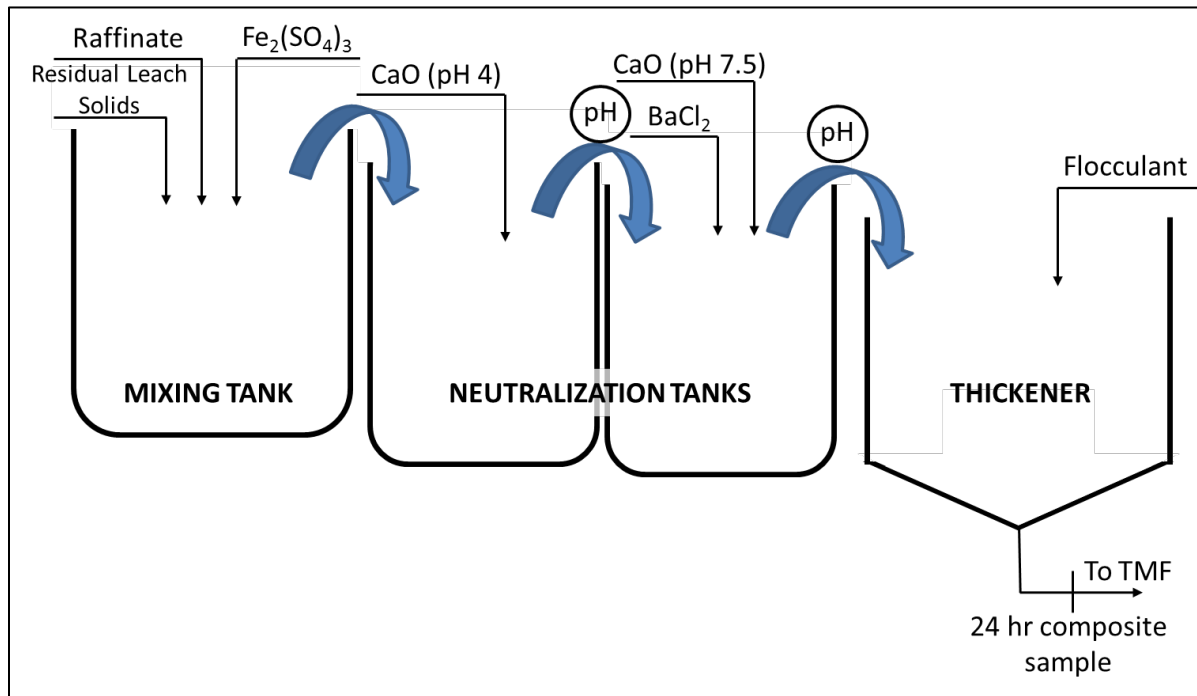 Raffinate
Residual Leach
Solids
Fe₂(SO₄)₃
CaO (pH 4)
pH
CaO (pH 7.5)
BaCl₂
pH
Flocculant
MIXING TANK
NEUTRALIZATION TANKS
THICKENER
To TMF
24 hr composite
sample